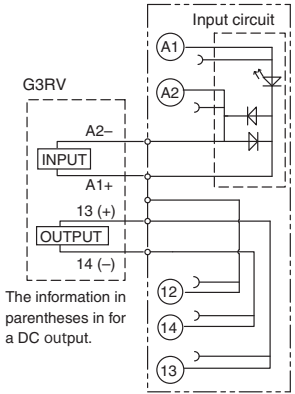 Input circuit
A1
G3RV
A2
A2–
INPUT
A1+
13 (+)
OUTPUT
14 (–)
12
The information in
parentheses in for
a DC output.
14
13